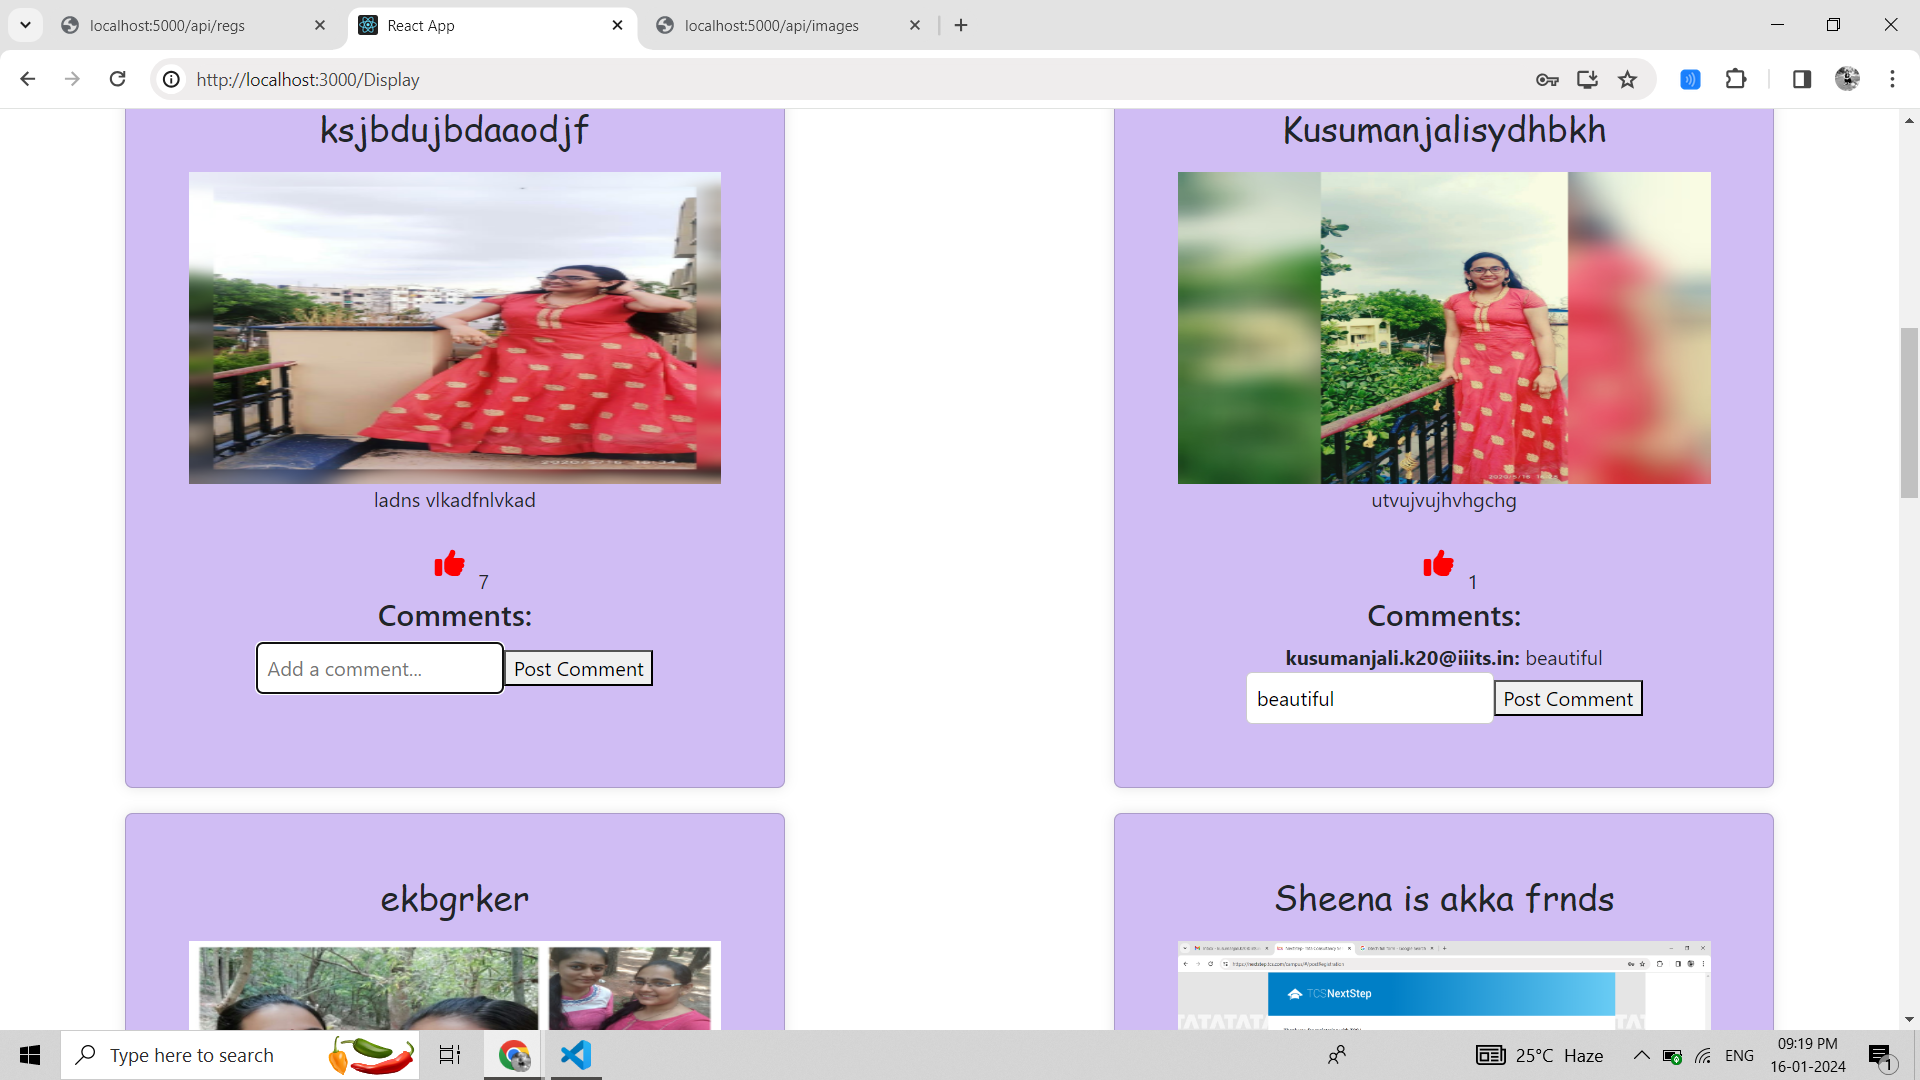 localhost:5000/api/regs
React App
localhost:5000/api/images
http://localhost:3000/Display
ksjbdujbdaaodjf
Kusumanjalisydhbkh
ladns vlkadfnlvkad
utvujvujhvhgchg
7
1
Comments:
Comments:
Add a comment...
Post Comment
kusumanjali.k20@iiits.in: beautiful
beautiful
Post Comment
ekbgrker
Sheena is akka frnds
TCS NextStep
Type here to search
25°C Haze
ENG
09:19 PM
16-01-2024
1